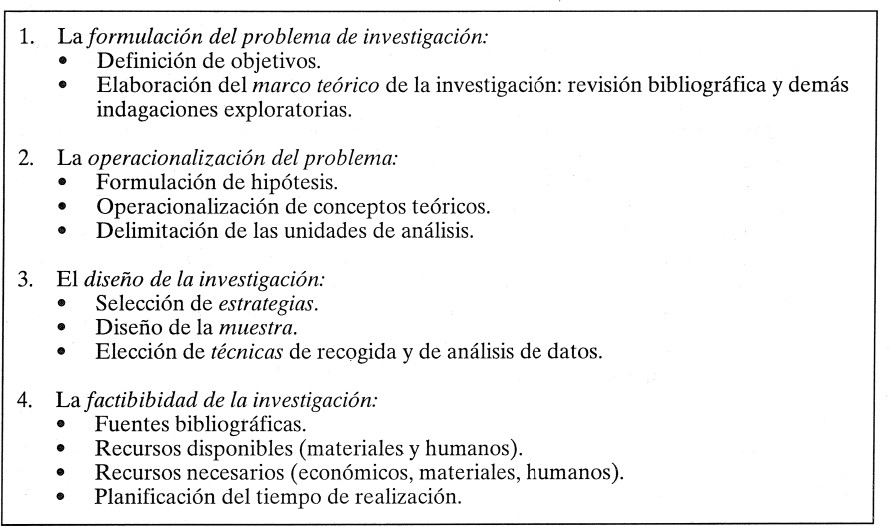 1. La formulación del problema de investigación:
• Definición de objetivos.
• Elaboración del marco teórico de la investigación: revisión bibliográfica y demás
indagaciones exploratorias.
2. La operacionalización del problema:
• Formulación de hipótesis.
• Operacionalización de conceptos teóricos.
• Delimitación de las unidades de análisis.
3. El diseño de la investigación:
• Selección de estrategias.
• Diseño de la muestra.
• Elección de técnicas de recogida y de análisis de datos.
4. La factibibidad de la investigación:
• Fuentes bibliográficas.
• Recursos disponibles (materiales y humanos).
• Recursos necesarios (económicos, materiales, humanos).
• Planificación del tiempo de realización.